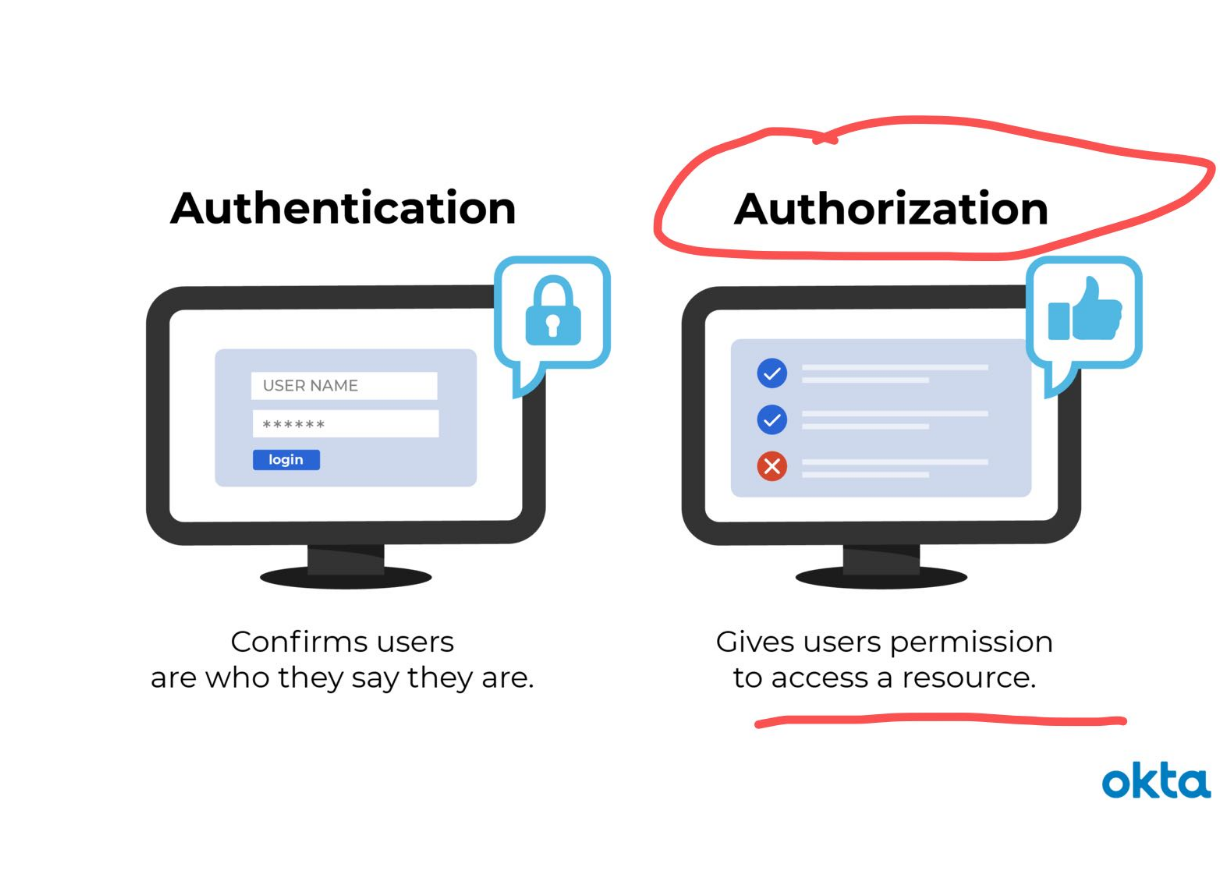 Authentication
USER NAME
******
login
Confirms users
are who they say they are.
Authorization
Gives users permission
to access a resource.
okta